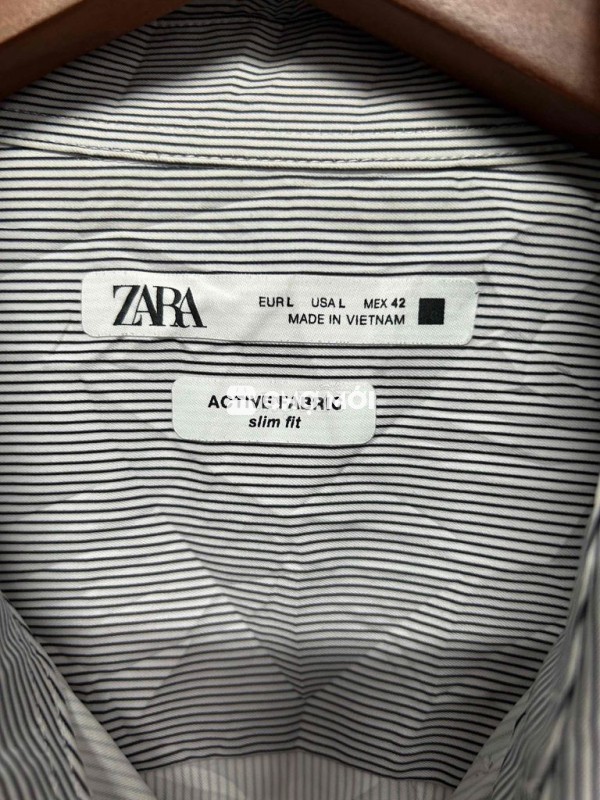 ZARA
EUR L USA L MEX 42
MADE IN VIETNAM
ACTIVE FABRIC
slim fit